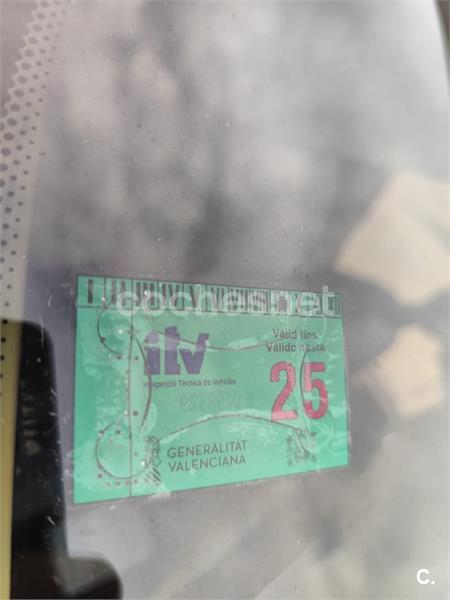 coches.net
itv
Inspecció Tècnica de Vehicles
Vàlid fins
Válido hasta
25
GENERALITAT
VALENCIANA
C.